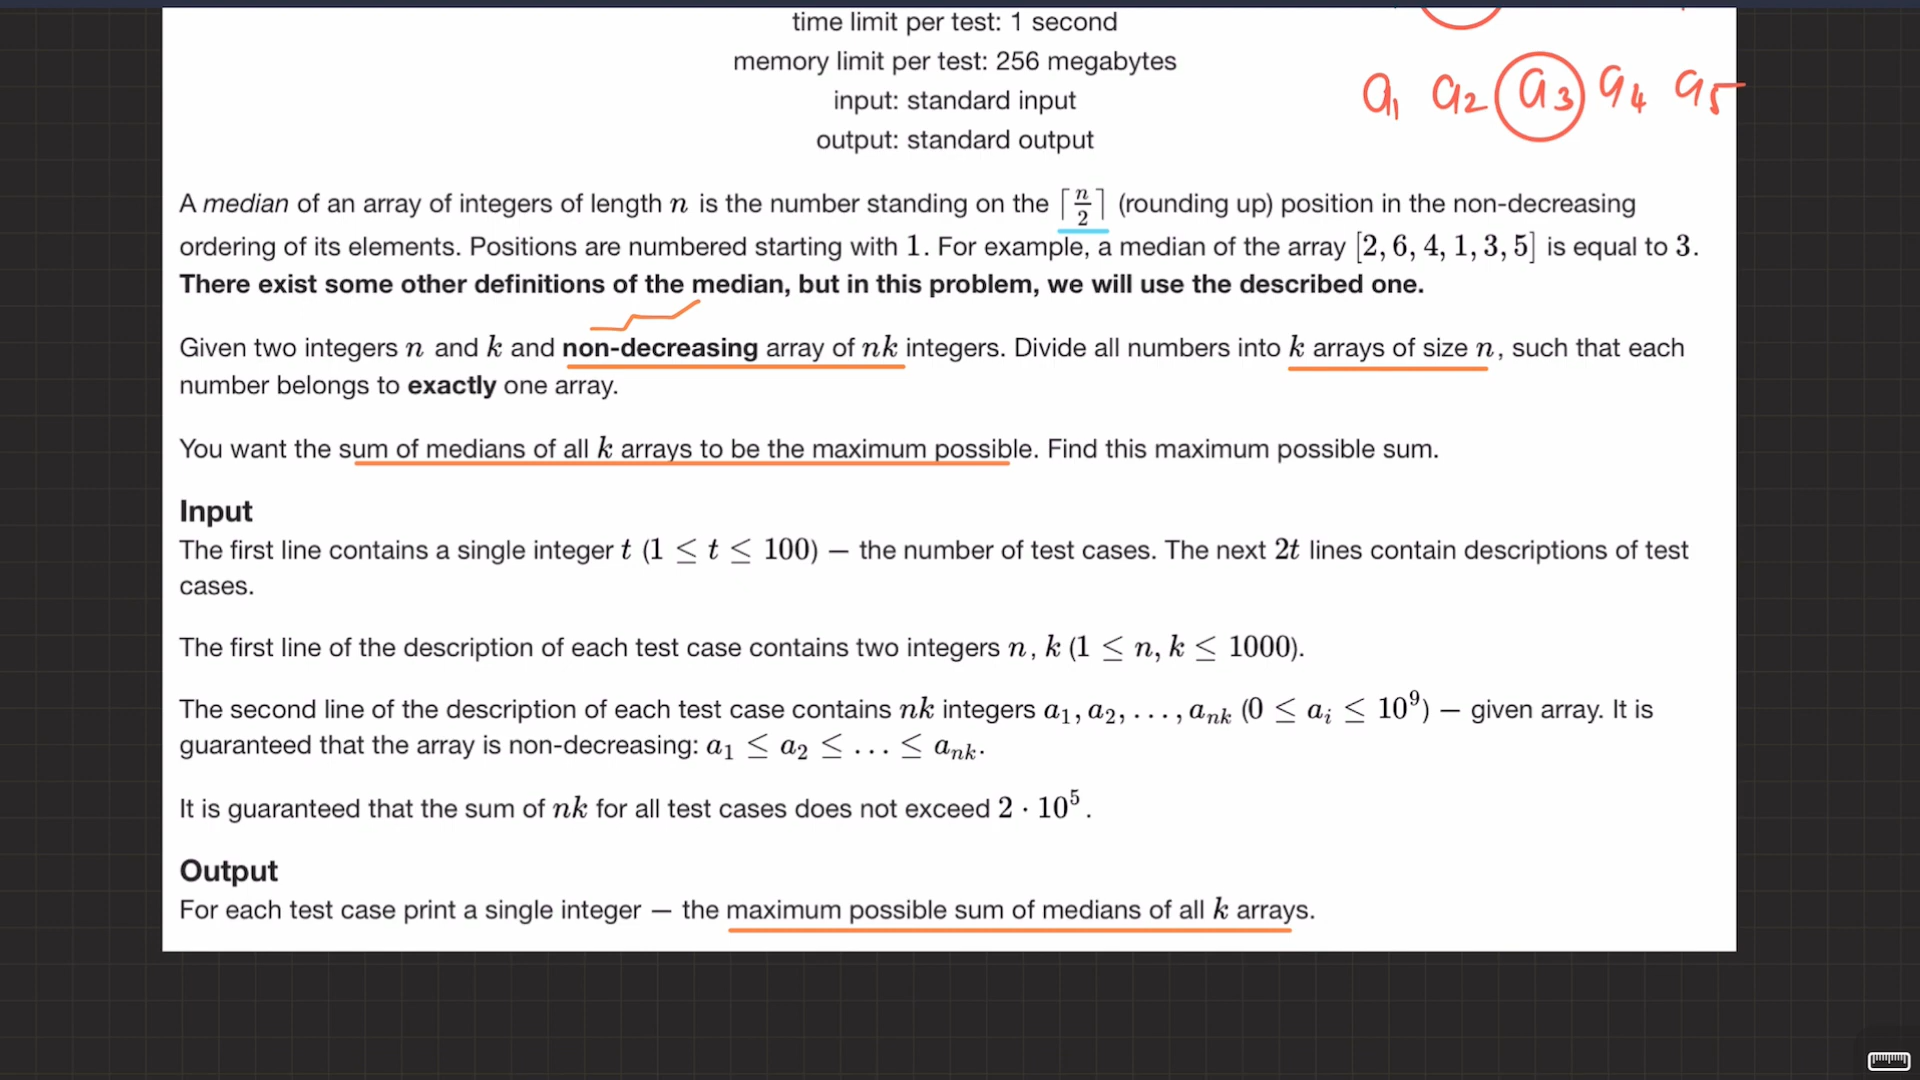 time limit per test: 1 second
memory limit per test: 256 megabytes
input: standard input
output: standard output
a₁ a₂ a₃ a₄ a₅
A median of an array of integers of length n is the number standing on the ⌈n/2⌉ (rounding up) position in the non-decreasing
ordering of its elements. Positions are numbered starting with 1. For example, a median of the array [2, 6, 4, 1, 3, 5] is equal to 3.
There exist some other definitions of the median, but in this problem, we will use the described one.
Given two integers n and k and non-decreasing array of nk integers. Divide all numbers into k arrays of size n, such that each
number belongs to exactly one array.
You want the sum of medians of all k arrays to be the maximum possible. Find this maximum possible sum.
Input
The first line contains a single integer t (1 ≤ t ≤ 100) — the number of test cases. The next 2t lines contain descriptions of test
cases.
The first line of the description of each test case contains two integers n, k (1 ≤ n, k ≤ 1000).
The second line of the description of each test case contains nk integers a₁, a₂, . . . , aₙₖ (0 ≤ aᵢ ≤ 10⁹) — given array. It is
guaranteed that the array is non-decreasing: a₁ ≤ a₂ ≤ . . . ≤ aₙₖ.
It is guaranteed that the sum of nk for all test cases does not exceed 2 · 10⁵.
Output
For each test case print a single integer — the maximum possible sum of medians of all k arrays.